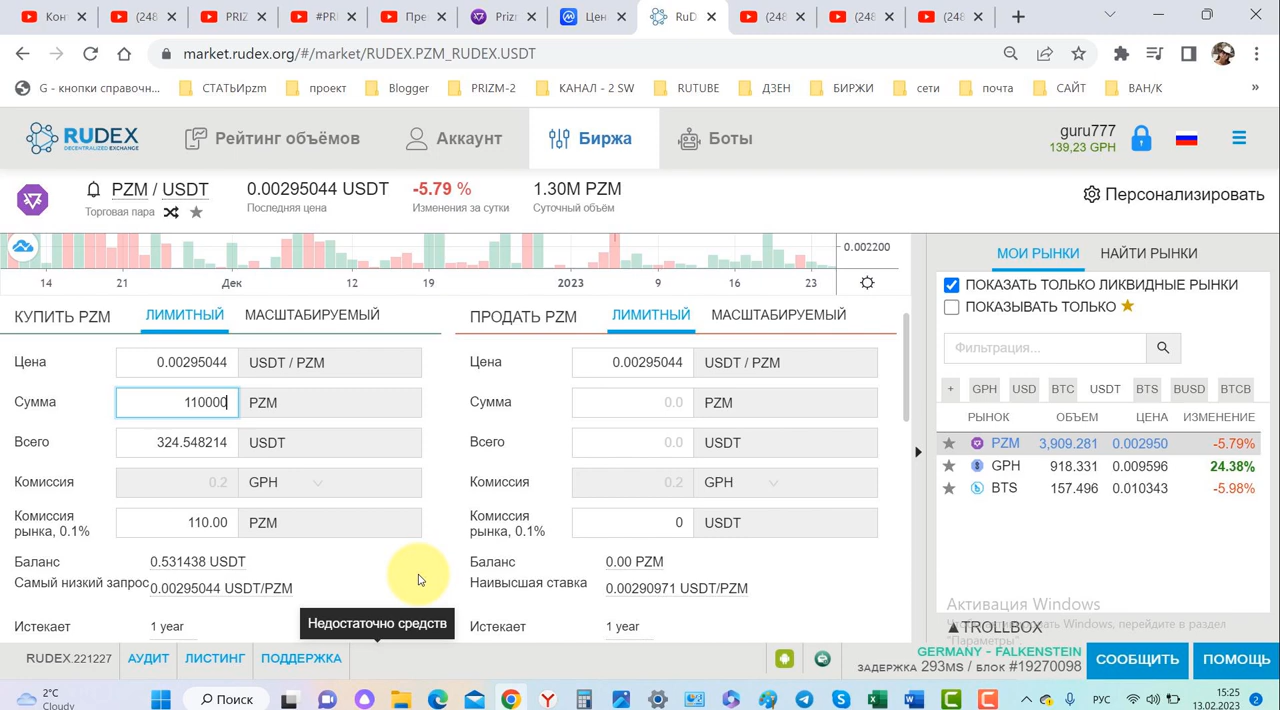 Конт
(248
PRIZ
#PRI
Пре
Prizm
Цен
RuD
(248
(248
(248
market.rudex.org/#/market/RUDEX.PZM_RUDEX.USDT
G - кнопки справочн...
СТАТЬИpzm
проект
Blogger
PRIZM-2
КАНАЛ - 2 SW
RUTUBE
ДЗЕН
БИРЖИ
сети
почта
САЙТ
ВАН/К
RUDEX
DECENTRALIZED EXCHANGE
Рейтинг объёмов
Аккаунт
Биржа
Боты
guru777
139,23 GPH
PZM / USDT
Торговая пара
0.00295044 USDT
Последняя цена
-5.79 %
Изменения за сутки
1.30M PZM
Суточный объём
Персонализировать
0.002200
14 21 Дек 12 19 2023 9 16 23
КУПИТЬ PZM ЛИМИТНЫЙ МАСШТАБИРУЕМЫЙ
Цена 0.00295044 USDT / PZM
Сумма 110000 PZM
Всего 324.548214 USDT
Комиссия 0.2 GPH
Комиссия
рынка, 0.1% 110.00 PZM
Баланс 0.531438 USDT
Самый низкий запрос 0.00295044 USDT/PZM
Недостаточно средств
Истекает 1 year
ПРОДАТЬ PZM ЛИМИТНЫЙ МАСШТАБИРУЕМЫЙ
Цена 0.00295044 USDT / PZM
Сумма 0.0 PZM
Всего 0.0 USDT
Комиссия 0.2 GPH
Комиссия
рынка, 0.1% 0 USDT
Баланс 0.00 PZM
Наивысшая ставка 0.00290971 USDT/PZM
Истекает 1 year
МОИ РЫНКИ НАЙТИ РЫНКИ
ПОКАЗАТЬ ТОЛЬКО ЛИКВИДНЫЕ РЫНКИ
ПОКАЗЫВАТЬ ТОЛЬКО
Фильтрация...
+ GPH USD BTC USDT BTS BUSD BTCB
РЫНОК ОБЪЕМ ЦЕНА ИЗМЕНЕНИЕ
PZM 3,909.281 0.002950 -5.79%
GPH 918.331 0.009596 24.38%
BTS 157.496 0.010343 -5.98%
Активация Windows
Windows, перейдите в раздел
"Параметры".
▲TROLLBOX
RUDEX.221227
АУДИТ
ЛИСТИНГ
ПОДДЕРЖКА
GERMANY - FALKENSTEIN
ЗАДЕРЖКА 293MS / БЛОК #19270098
СООБЩИТЬ
ПОМОЩЬ
2°C
Cloudy
Поиск
РУС
15:25
13.02.2023
2